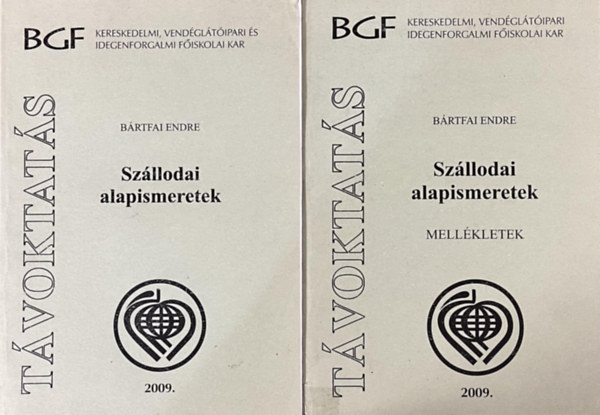 BGF KERESKEDELMI, VENDÉGLÁTÓIPARI ÉS
IDEGENFORGALMI FŐISKOLAI KAR
TÁVOKTATÁS
BÁRTFAI ENDRE
Szállodai
alapismeretek
2009.
BGF KERESKEDELMI, VENDÉGLÁTÓIPARI
IDEGENFORGALMI FŐISKOLAI KAR
TÁVOKTATÁS
BÁRTFAI ENDRE
Szállodai
alapismeretek
MELLÉKLETEK
2009.